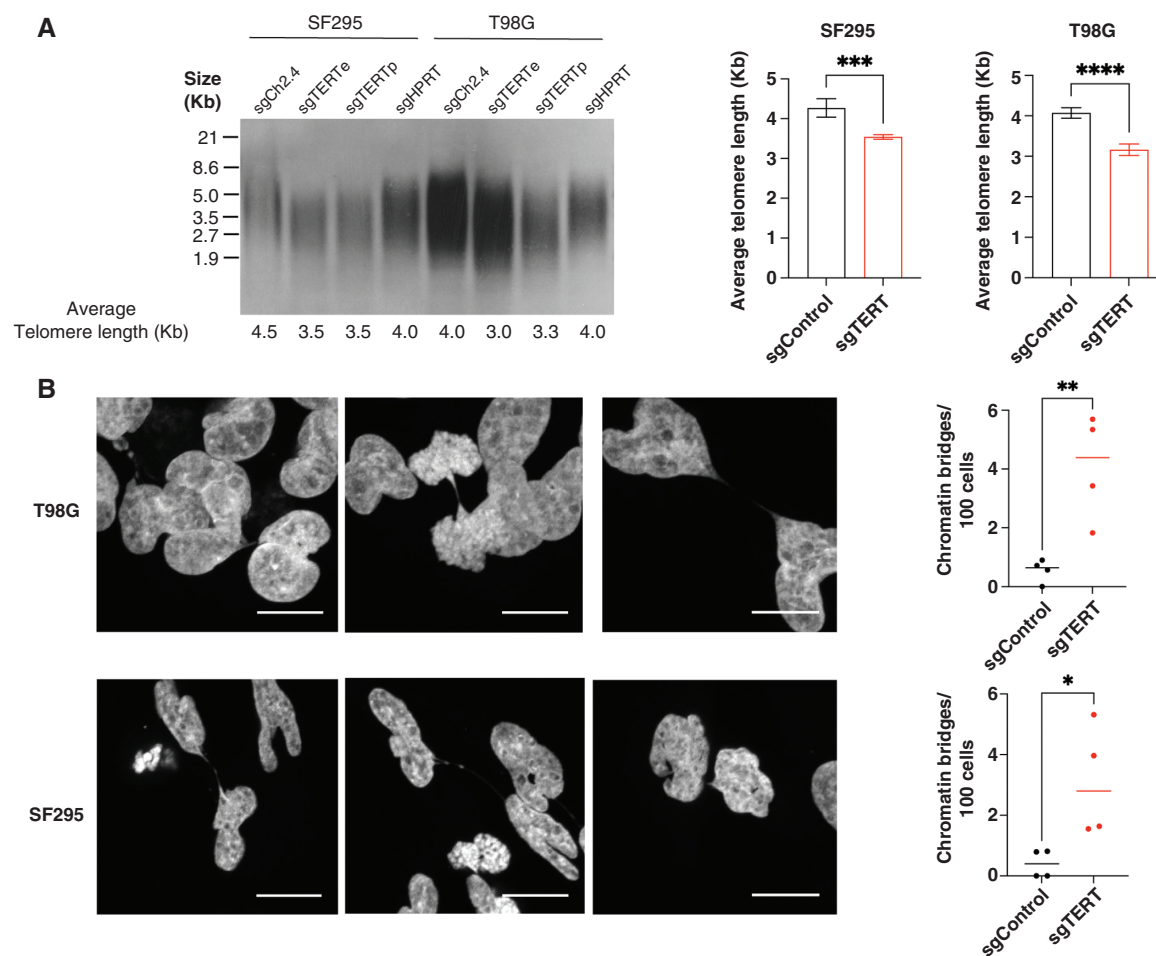 A
SF295
T98G
Size
(Kb)
sgCh2.4
sgTERTe
sgTERTp
sgHPRT
sgCh2.4
sgTERTe
sgTERTp
sgHPRT
21
8.6
5.0
3.5
2.7
1.9
Average
Telomere length (Kb)
4.5 3.5 3.5 4.0 4.0 3.0 3.3 4.0
SF295
***
Average telomere length (Kb)
5
4
3
2
1
0
sgControl
sgTERT
T98G
****
Average telomere length (Kb)
5
4
3
2
1
0
sgControl
sgTERT
B
T98G
**
Chromatin bridges/
100 cells
6
4
2
0
sgControl
sgTERT
SF295
*
Chromatin bridges/
100 cells
6
4
2
0
sgControl
sgTERT